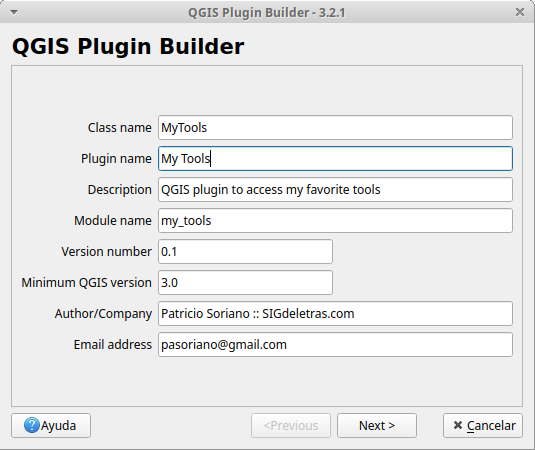 QGIS Plugin Builder - 3.2.1
QGIS Plugin Builder
Class name MyTools
Plugin name My Tools
Description QGIS plugin to access my favorite tools
Module name my_tools
Version number 0.1
Minimum QGIS version 3.0
Author/Company Patricio Soriano :: SIGdeletras.com
Email address pasoriano@gmail.com
?Ayuda <Previous Next > Cancelar